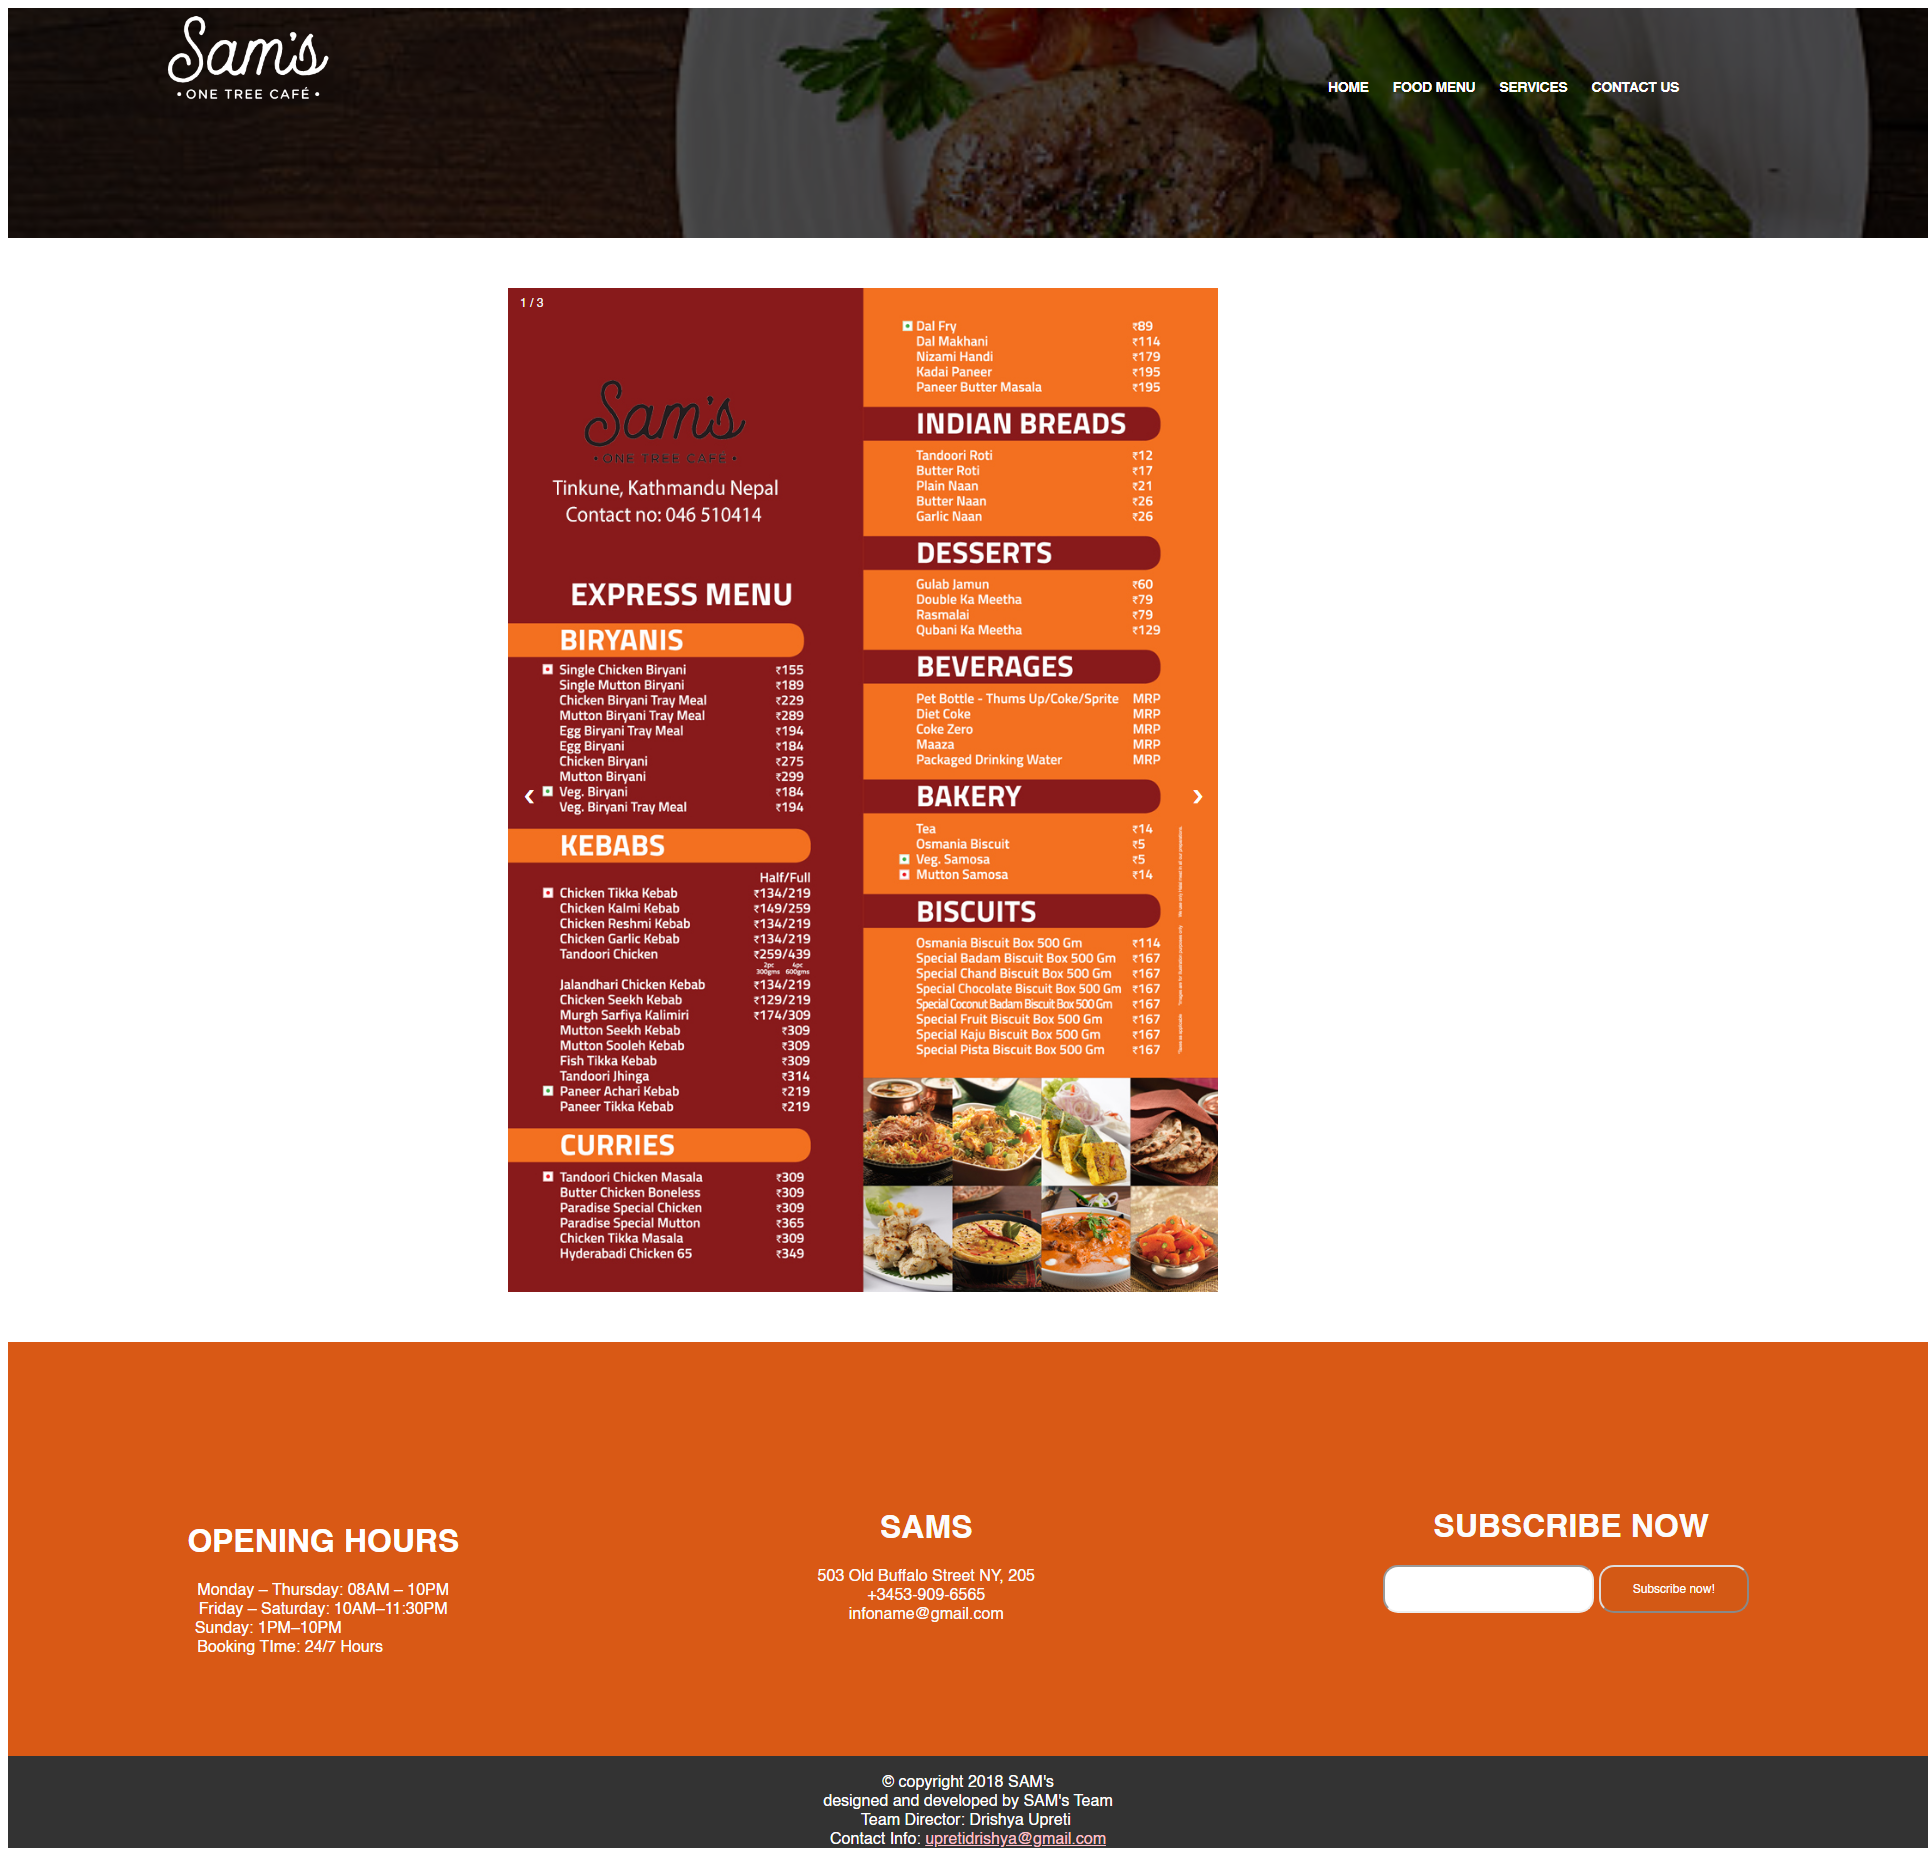 Sam's
• ONE TREE CAFÉ •
HOME FOOD MENU SERVICES CONTACT US
1 / 3
Sam's
• ONE TREE CAFE •
Tinkune, Kathmandu Nepal
Contact no: 046 510414
EXPRESS MENU
BIRYANIS
Single Chicken Biryani ₹155
Single Mutton Biryani ₹189
Chicken Biryani Tray Meal ₹229
Mutton Biryani Tray Meal ₹289
Egg Biryani Tray Meal ₹194
Egg Biryani ₹184
Chicken Biryani ₹275
Mutton Biryani ₹299
Veg. Biryani ₹184
Veg. Biryani Tray Meal ₹194
KEBABS
Half/Full
Chicken Tikka Kebab ₹134/219
Chicken Kalmi Kebab ₹149/259
Chicken Reshmi Kebab ₹134/219
Chicken Garlic Kebab ₹134/219
Tandoori Chicken ₹259/439
2pc 4pc
300gms 600gms
Jalandhari Chicken Kebab ₹134/219
Chicken Seekh Kebab ₹129/219
Murgh Sarfiya Kalimiri ₹174/309
Mutton Seekh Kebab ₹309
Mutton Sooleh Kebab ₹309
Fish Tikka Kebab ₹309
Tandoori Jhinga ₹314
Paneer Achari Kebab ₹219
Paneer Tikka Kebab ₹219
CURRIES
Tandoori Chicken Masala ₹309
Butter Chicken Boneless ₹309
Paradise Special Chicken ₹309
Paradise Special Mutton ₹365
Chicken Tikka Masala ₹309
Hyderabadi Chicken 65 ₹349
Dal Fry ₹89
Dal Makhani ₹114
Nizami Handi ₹179
Kadai Paneer ₹195
Paneer Butter Masala ₹195
INDIAN BREADS
Tandoori Roti ₹12
Butter Roti ₹17
Plain Naan ₹21
Butter Naan ₹26
Garlic Naan ₹26
DESSERTS
Gulab Jamun ₹60
Double Ka Meetha ₹79
Rasmalai ₹79
Qubani Ka Meetha ₹129
BEVERAGES
Pet Bottle - Thums Up/Coke/Sprite MRP
Diet Coke MRP
Coke Zero MRP
Maaza MRP
Packaged Drinking Water MRP
BAKERY
Tea ₹14
Osmania Biscuit ₹5
Veg. Samosa ₹5
Mutton Samosa ₹14
BISCUITS
Osmania Biscuit Box 500 Gm ₹114
Special Badam Biscuit Box 500 Gm ₹167
Special Chand Biscuit Box 500 Gm ₹167
Special Chocolate Biscuit Box 500 Gm ₹167
Special Coconut Badam Biscuit Box 500 Gm ₹167
Special Fruit Biscuit Box 500 Gm ₹167
Special Kaju Biscuit Box 500 Gm ₹167
Special Pista Biscuit Box 500 Gm ₹167
OPENING HOURS
Monday – Thursday: 08AM – 10PM
Friday – Saturday: 10AM–11:30PM
Sunday: 1PM–10PM
Booking TIme: 24/7 Hours
SAMS
503 Old Buffalo Street NY, 205
+3453-909-6565
infoname@gmail.com
SUBSCRIBE NOW
Subscribe now!
© copyright 2018 SAM's
designed and developed by SAM's Team
Team Director: Drishya Upreti
Contact Info: upretidrishya@gmail.com